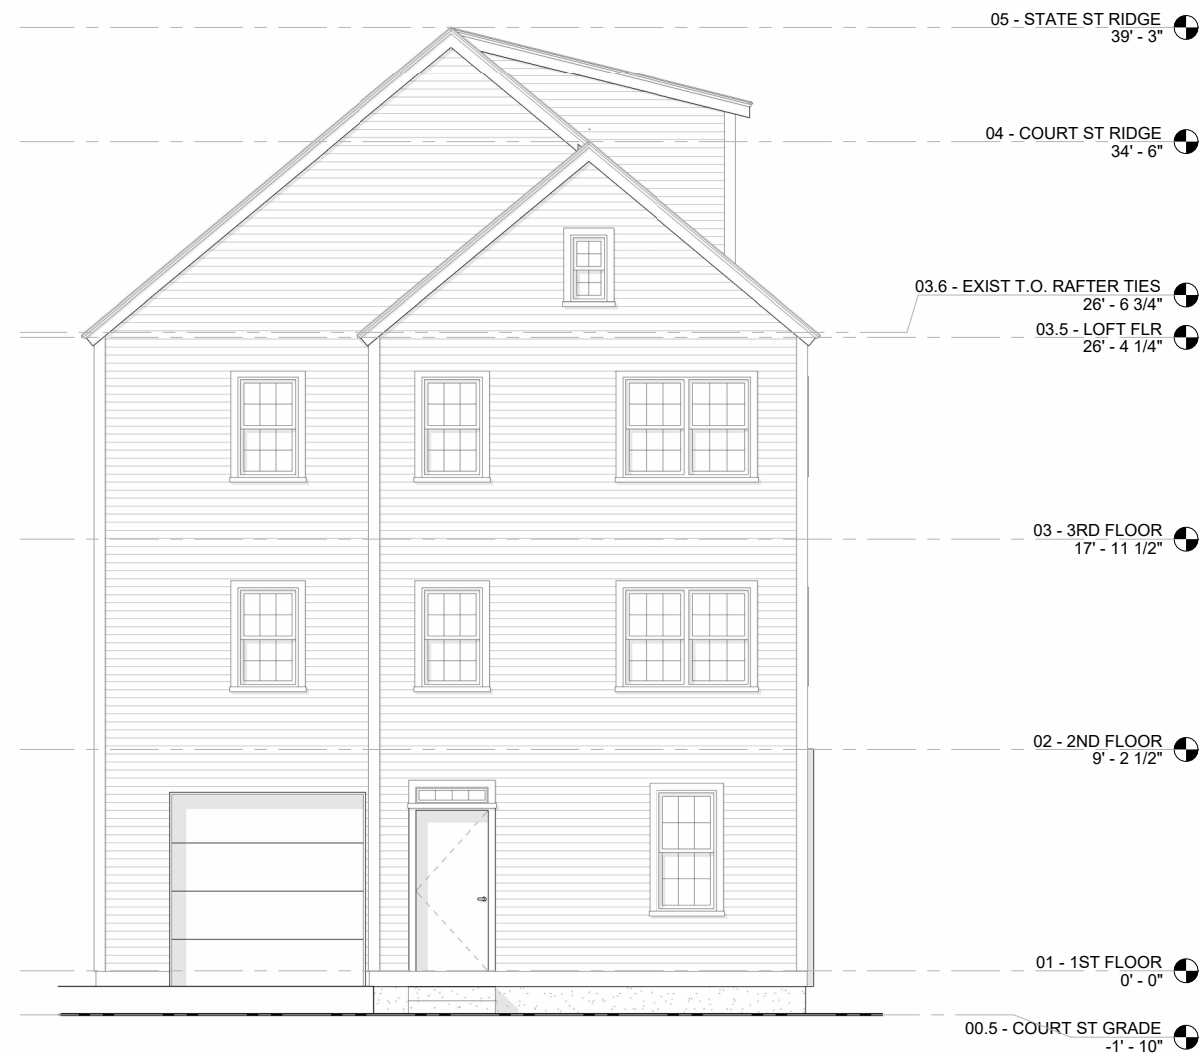 05 - STATE ST RIDGE
39' - 3"
04 - COURT ST RIDGE
34' - 6"
03.6 - EXIST T.O. RAFTER TIES
26' - 6 3/4"
03.5 - LOFT FLR
26' - 4 1/4"
03 - 3RD FLOOR
17' - 11 1/2"
02 - 2ND FLOOR
9' - 2 1/2"
01 - 1ST FLOOR
0' - 0"
00.5 - COURT ST GRADE
-1' - 10"